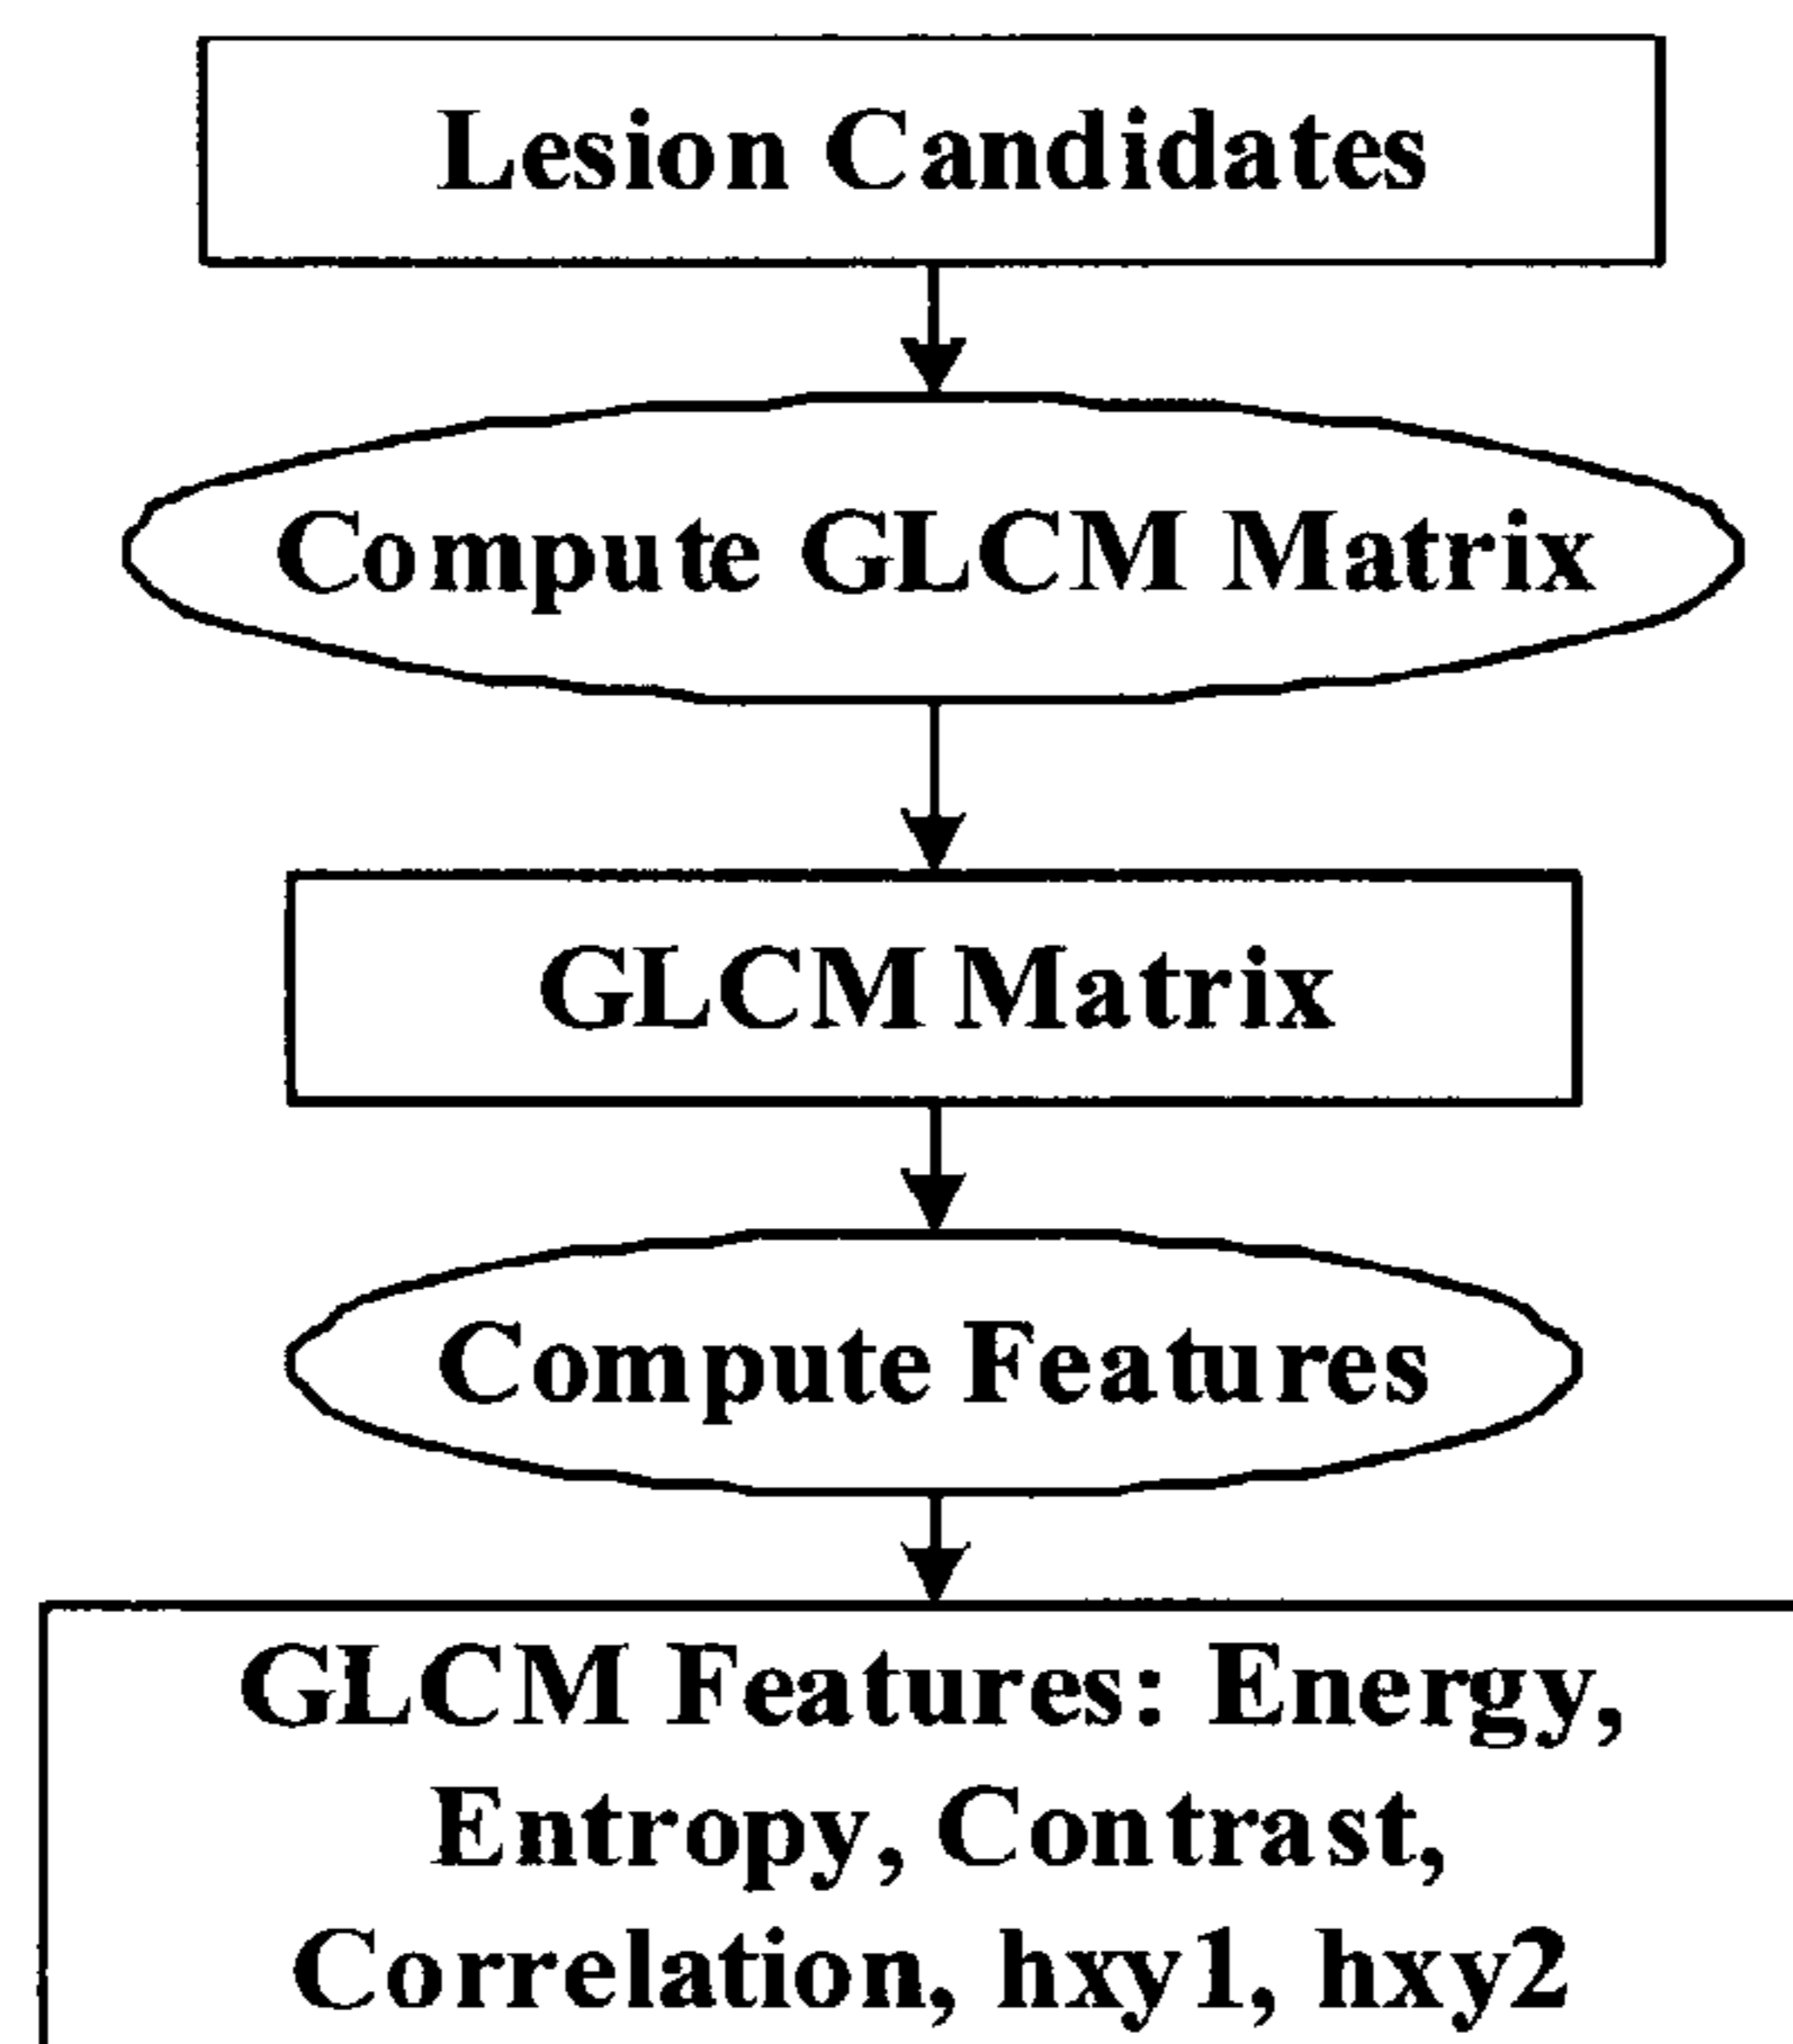 Lesion Candidates
Compute GLCM Matrix
GLCM Matrix
Compute Features
GLCM Features: Energy,
Entropy, Contrast,
Correlation, hxy1, hxy2